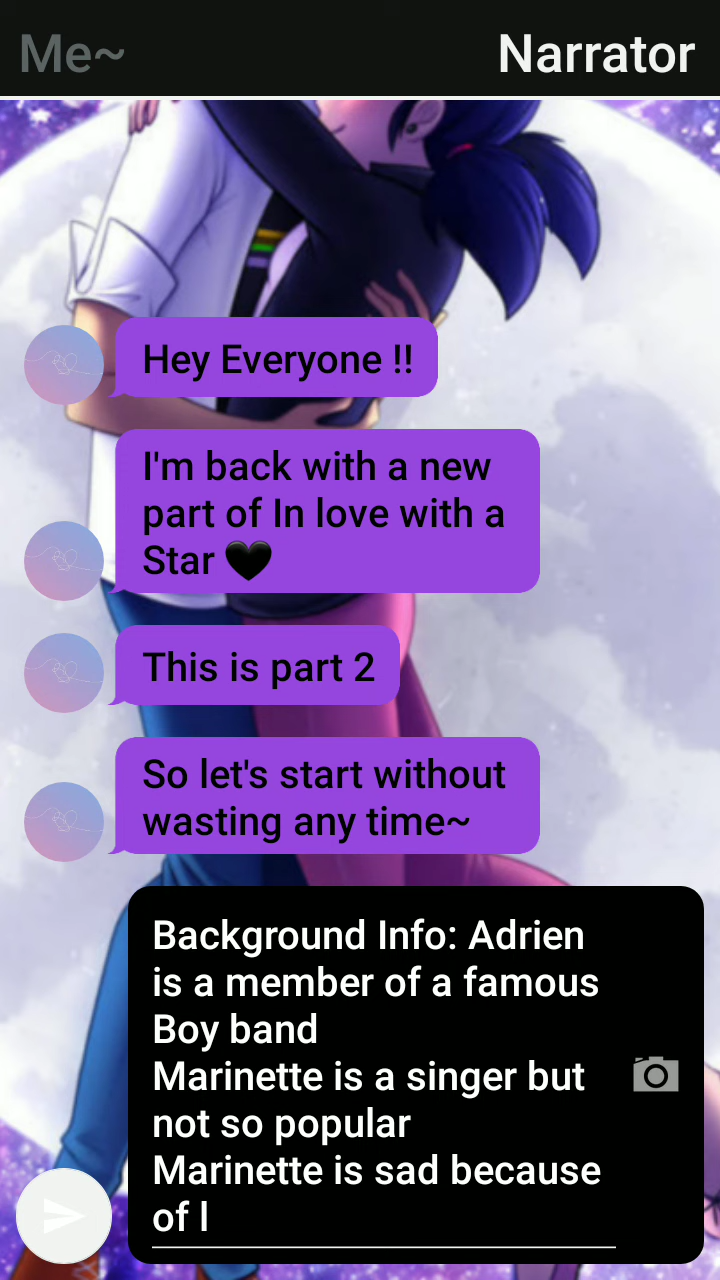 Me~
Narrator
Hey Everyone !!
I'm back with a new
part of In love with a
Star 🖤
This is part 2
So let's start without
wasting any time~
Background Info: Adrien
is a member of a famous
Boy band
Marinette is a singer but
not so popular
Marinette is sad because
of l